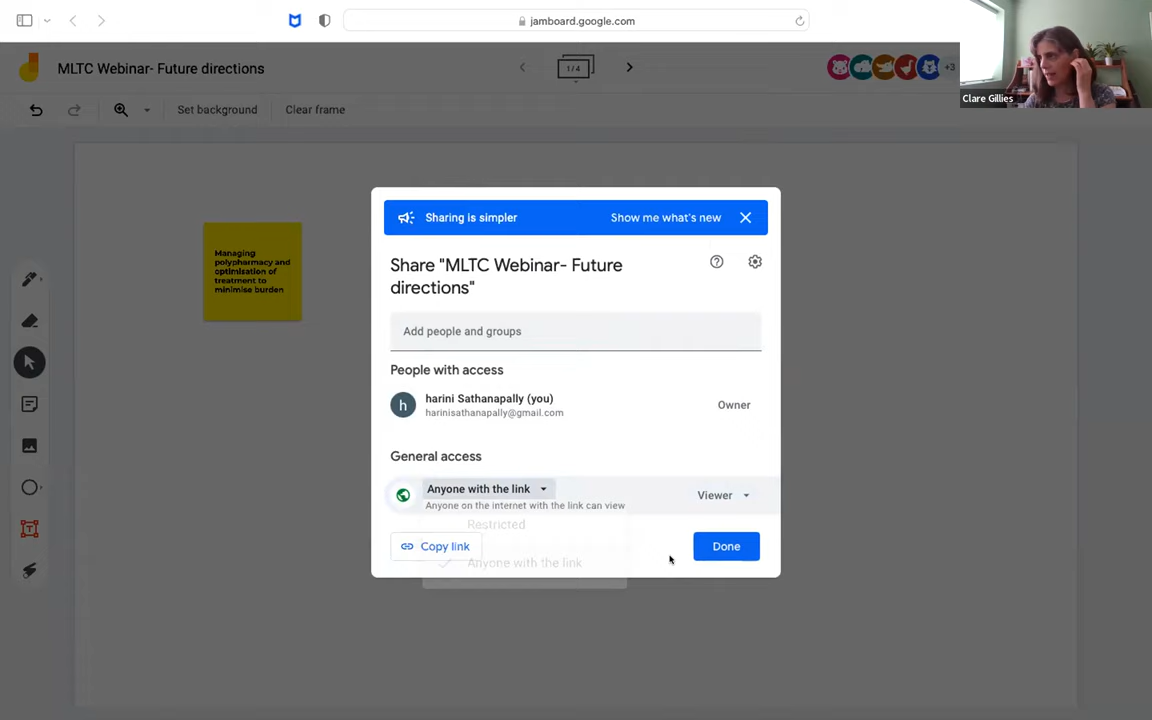 jamboard.google.com
MLTC Webinar- Future directions
1/4
+3
Clare Gillies
Set background
Clear frame
Managing
polypharmacy and
optimisation of
treatment to
minimise burden
Sharing is simpler
Show me what's new
Share "MLTC Webinar- Future
directions"
Add people and groups
People with access
h
harini Sathanapally (you)
harinisathanapally@gmail.com
Owner
General access
Anyone with the link
Anyone on the internet with the link can view
Viewer
Restricted
Copy link
Anyone with the link
Done